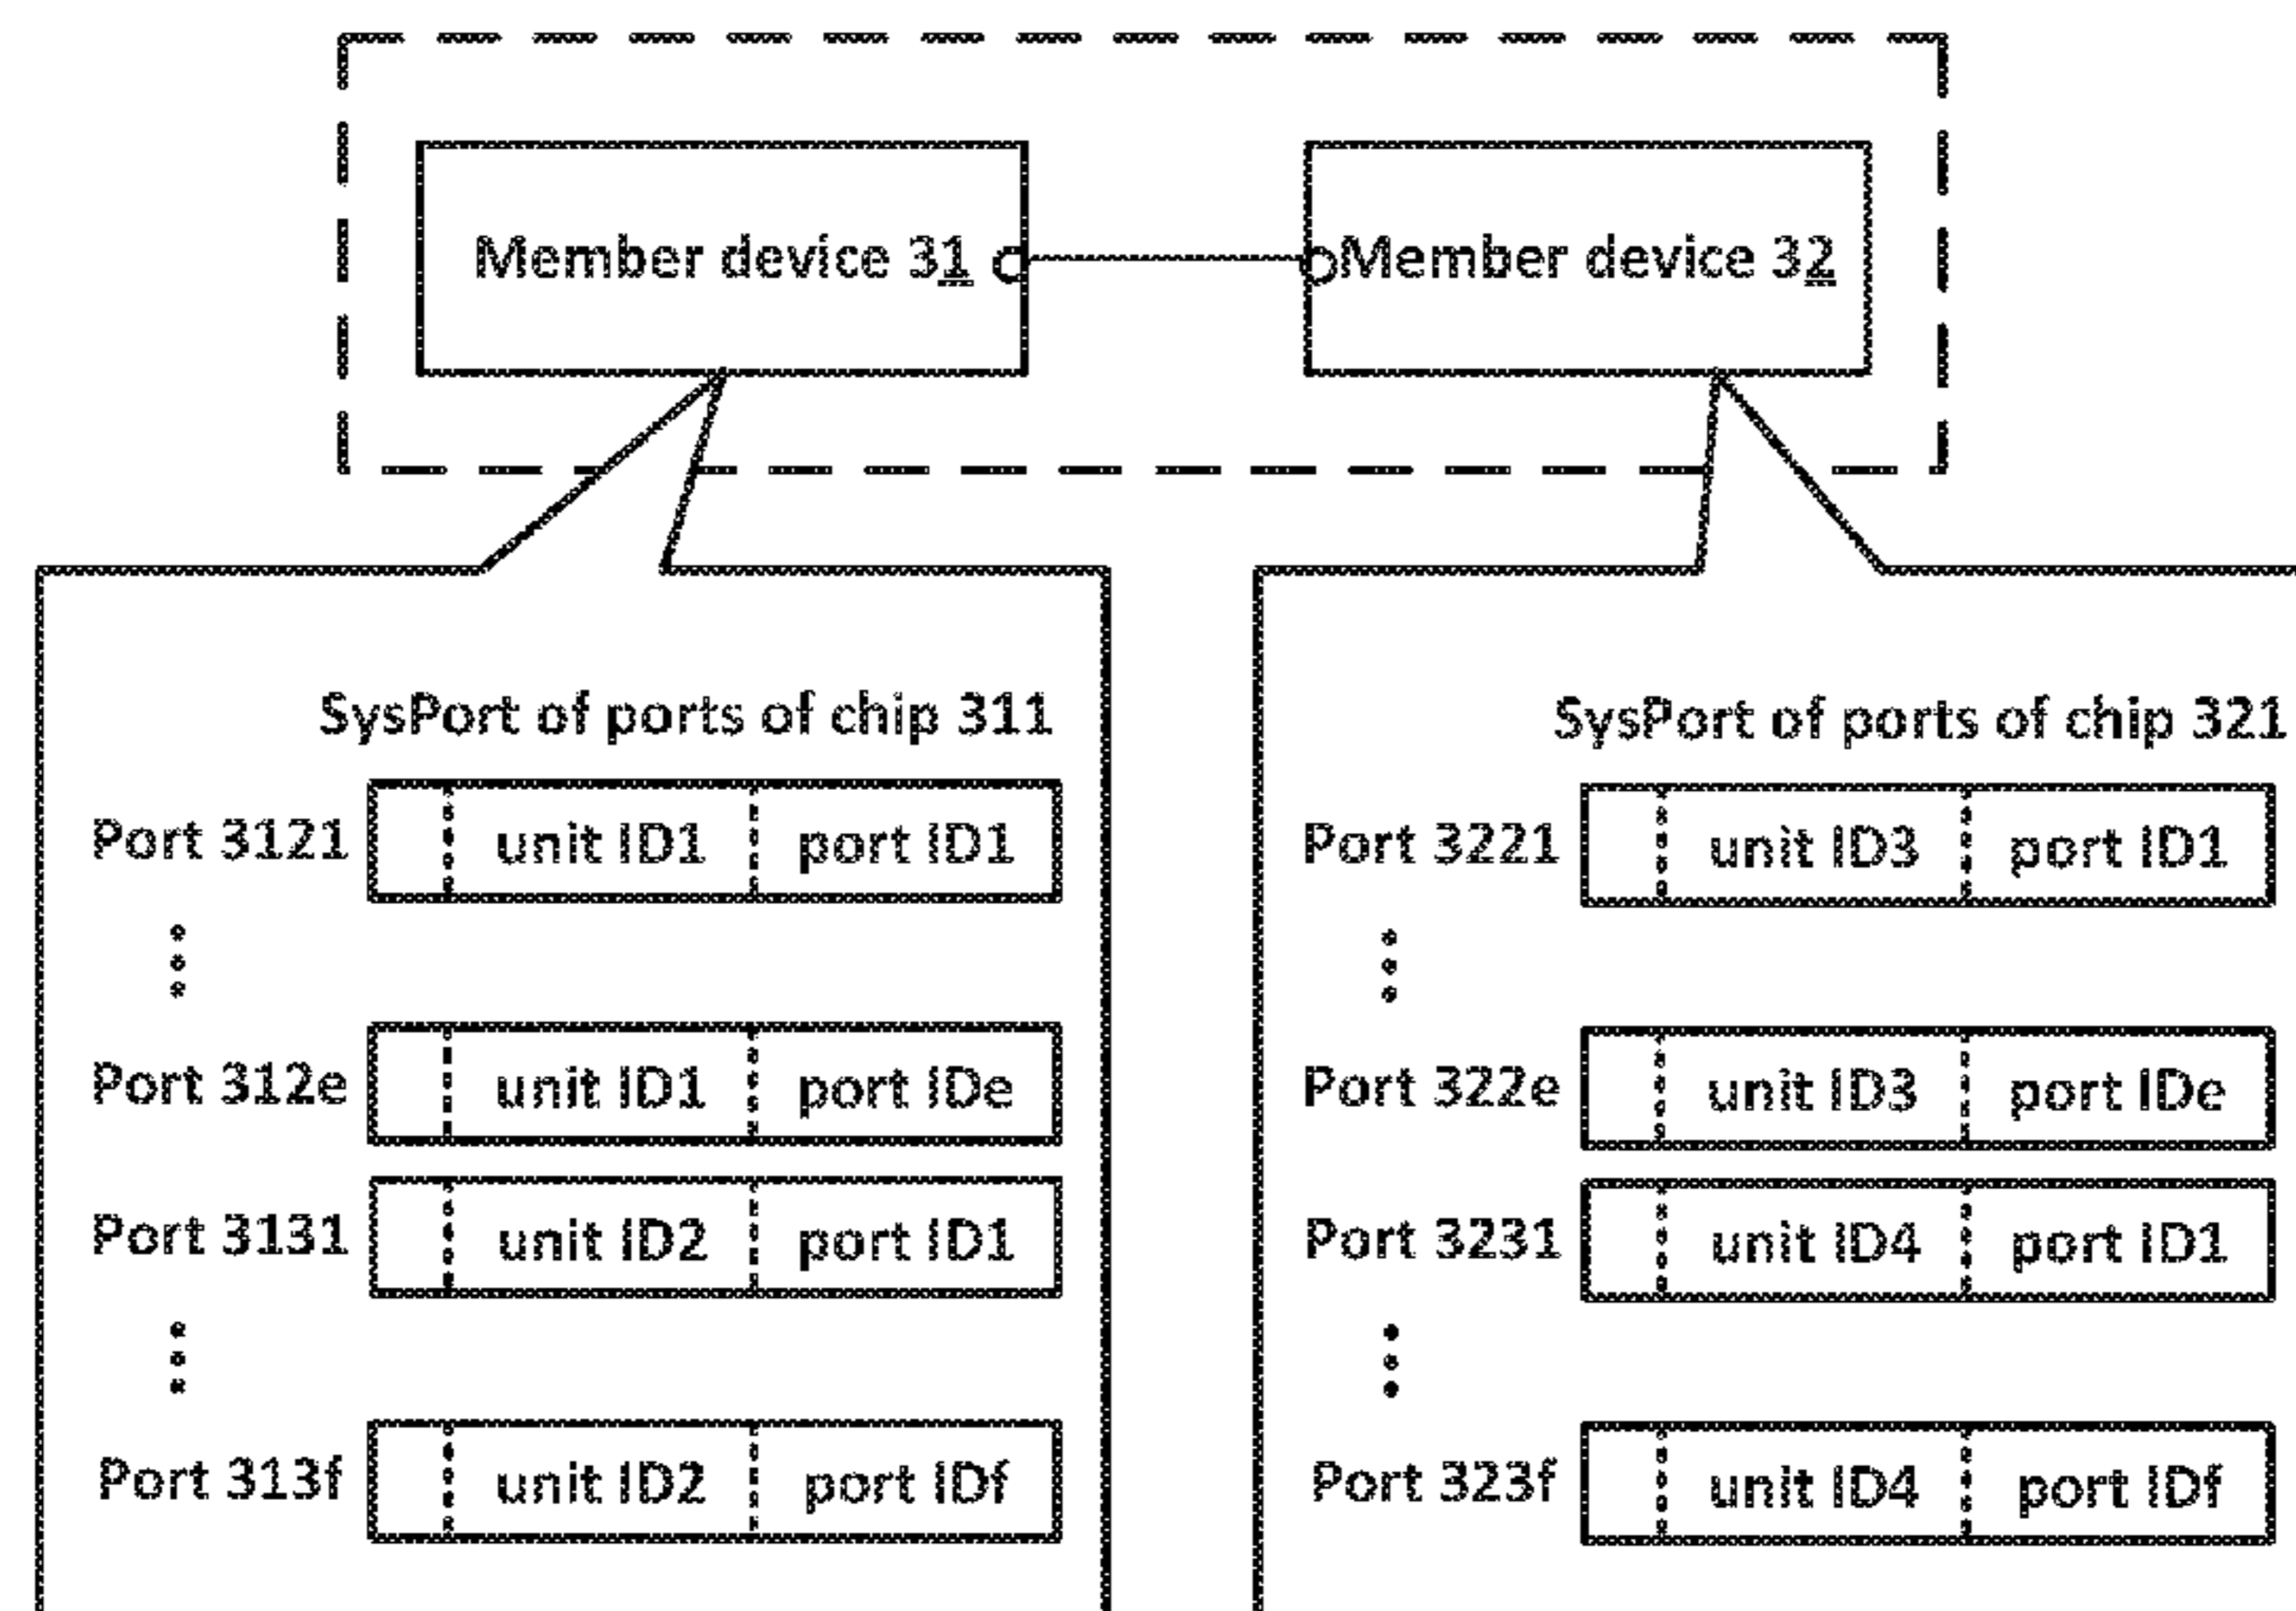 Member device 31
Member device 32
SysPort of ports of chip 311
Port 3121 unit ID1 port ID1
Port 312e unit ID1 port IDe
Port 3131 unit ID2 port ID1
Port 313f unit ID2 port IDf
SysPort of ports of chip 321
Port 3221 unit ID3 port ID1
Port 322e unit ID3 port IDe
Port 3231 unit ID4 port ID1
Port 323f unit ID4 port IDf